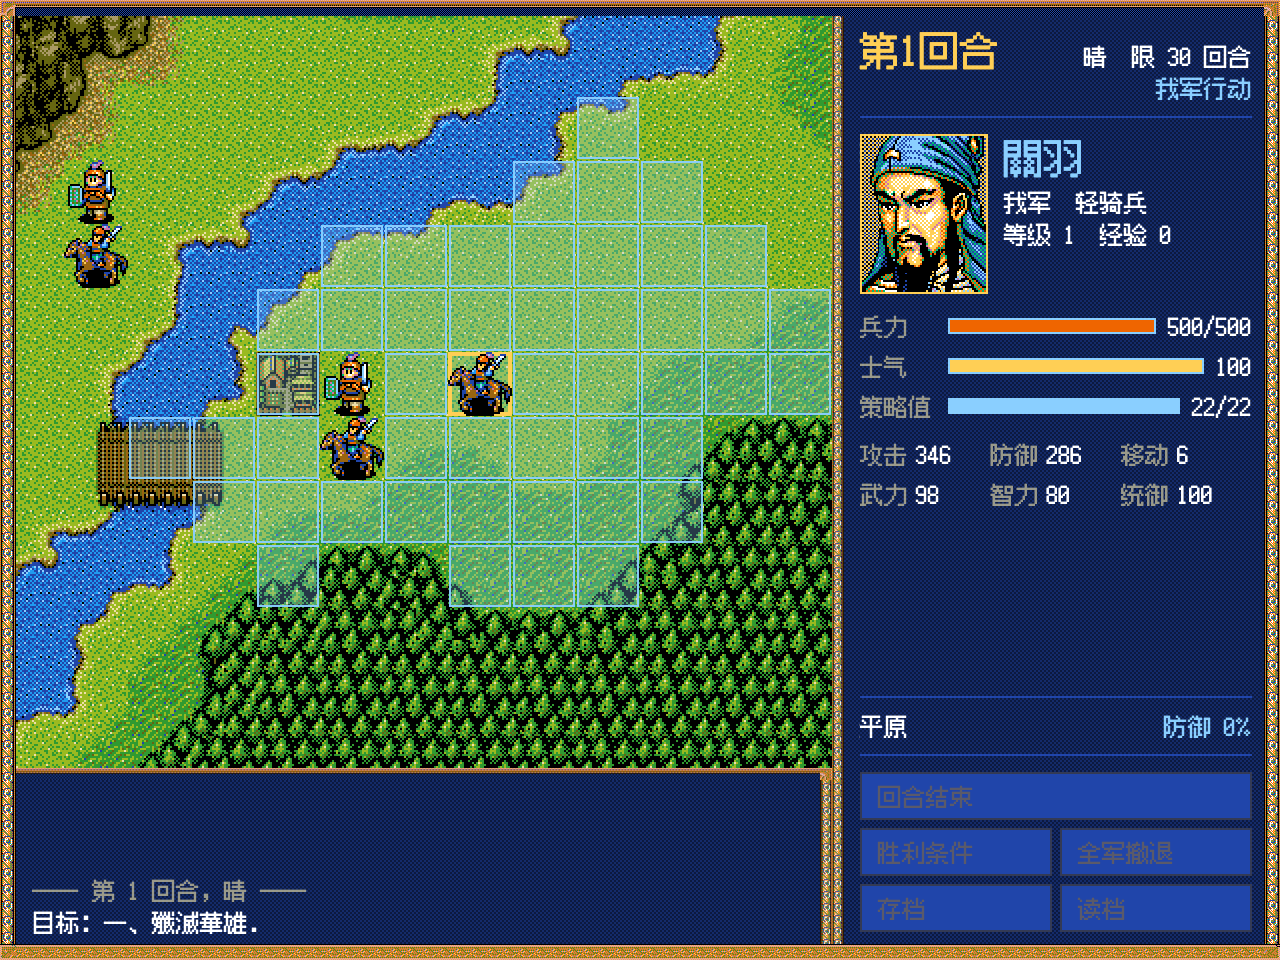 第1回合
晴 限 30 回合
我军行动
關羽
我军 轻骑兵
等级 1 经验 0
兵力 500/500
士气 100
策略值 22/22
攻击 346 防御 286 移动 6
武力 98 智力 80 统御 100
平原 防御 0%
回合结束
胜利条件 全军撤退
存档 读档
—— 第 1 回合，晴 ——
目标：一、殲滅華雄.